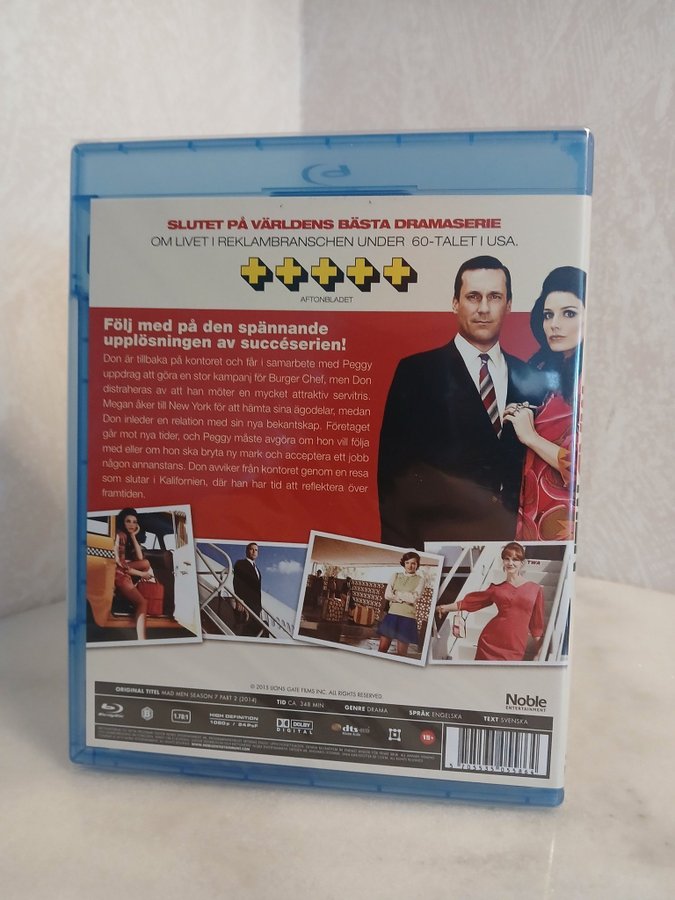 SLUTET PÅ VÄRLDENS BÄSTA DRAMASERIE
OM LIVET I REKLAMBRANSCHEN UNDER 60-TALET I USA.
AFTONBLADET
Följ med på den spännande
upplösningen av succéserien!
Don är tillbaka på kontoret och får i samarbete med Peggy
uppdrag att göra en stor kampanj för Burger Chef, men Don
distraheras av att han möter en mycket attraktiv servitris.
Megan åker till New York för att hämta sina ägodelar, medan
Don inleder en relation med sin nya bekantskap. Företaget
går mot nya tider, och Peggy måste avgöra om hon vill följa
med eller om hon ska bryta ny mark och acceptera ett jobb
någon annanstans. Don avviker från kontoret genom en resa
som slutar i Kalifornien, där han har tid att reflektera över
framtiden.
TWA
© 2015 LIONS GATE FILMS INC. ALL RIGHTS RESERVED.
Noble
ENTERTAINMENT
ORIGINAL TITEL MAD MEN SEASON 7 PART 2 (2014) TID CA. 348 MIN. GENRE DRAMA SPRÅK ENGELSKA TEXT SVENSKA
B 1.78:1 HIGH DEFINITION
1080p / 24PsF
DOLBY
DIGITAL
dts
15+